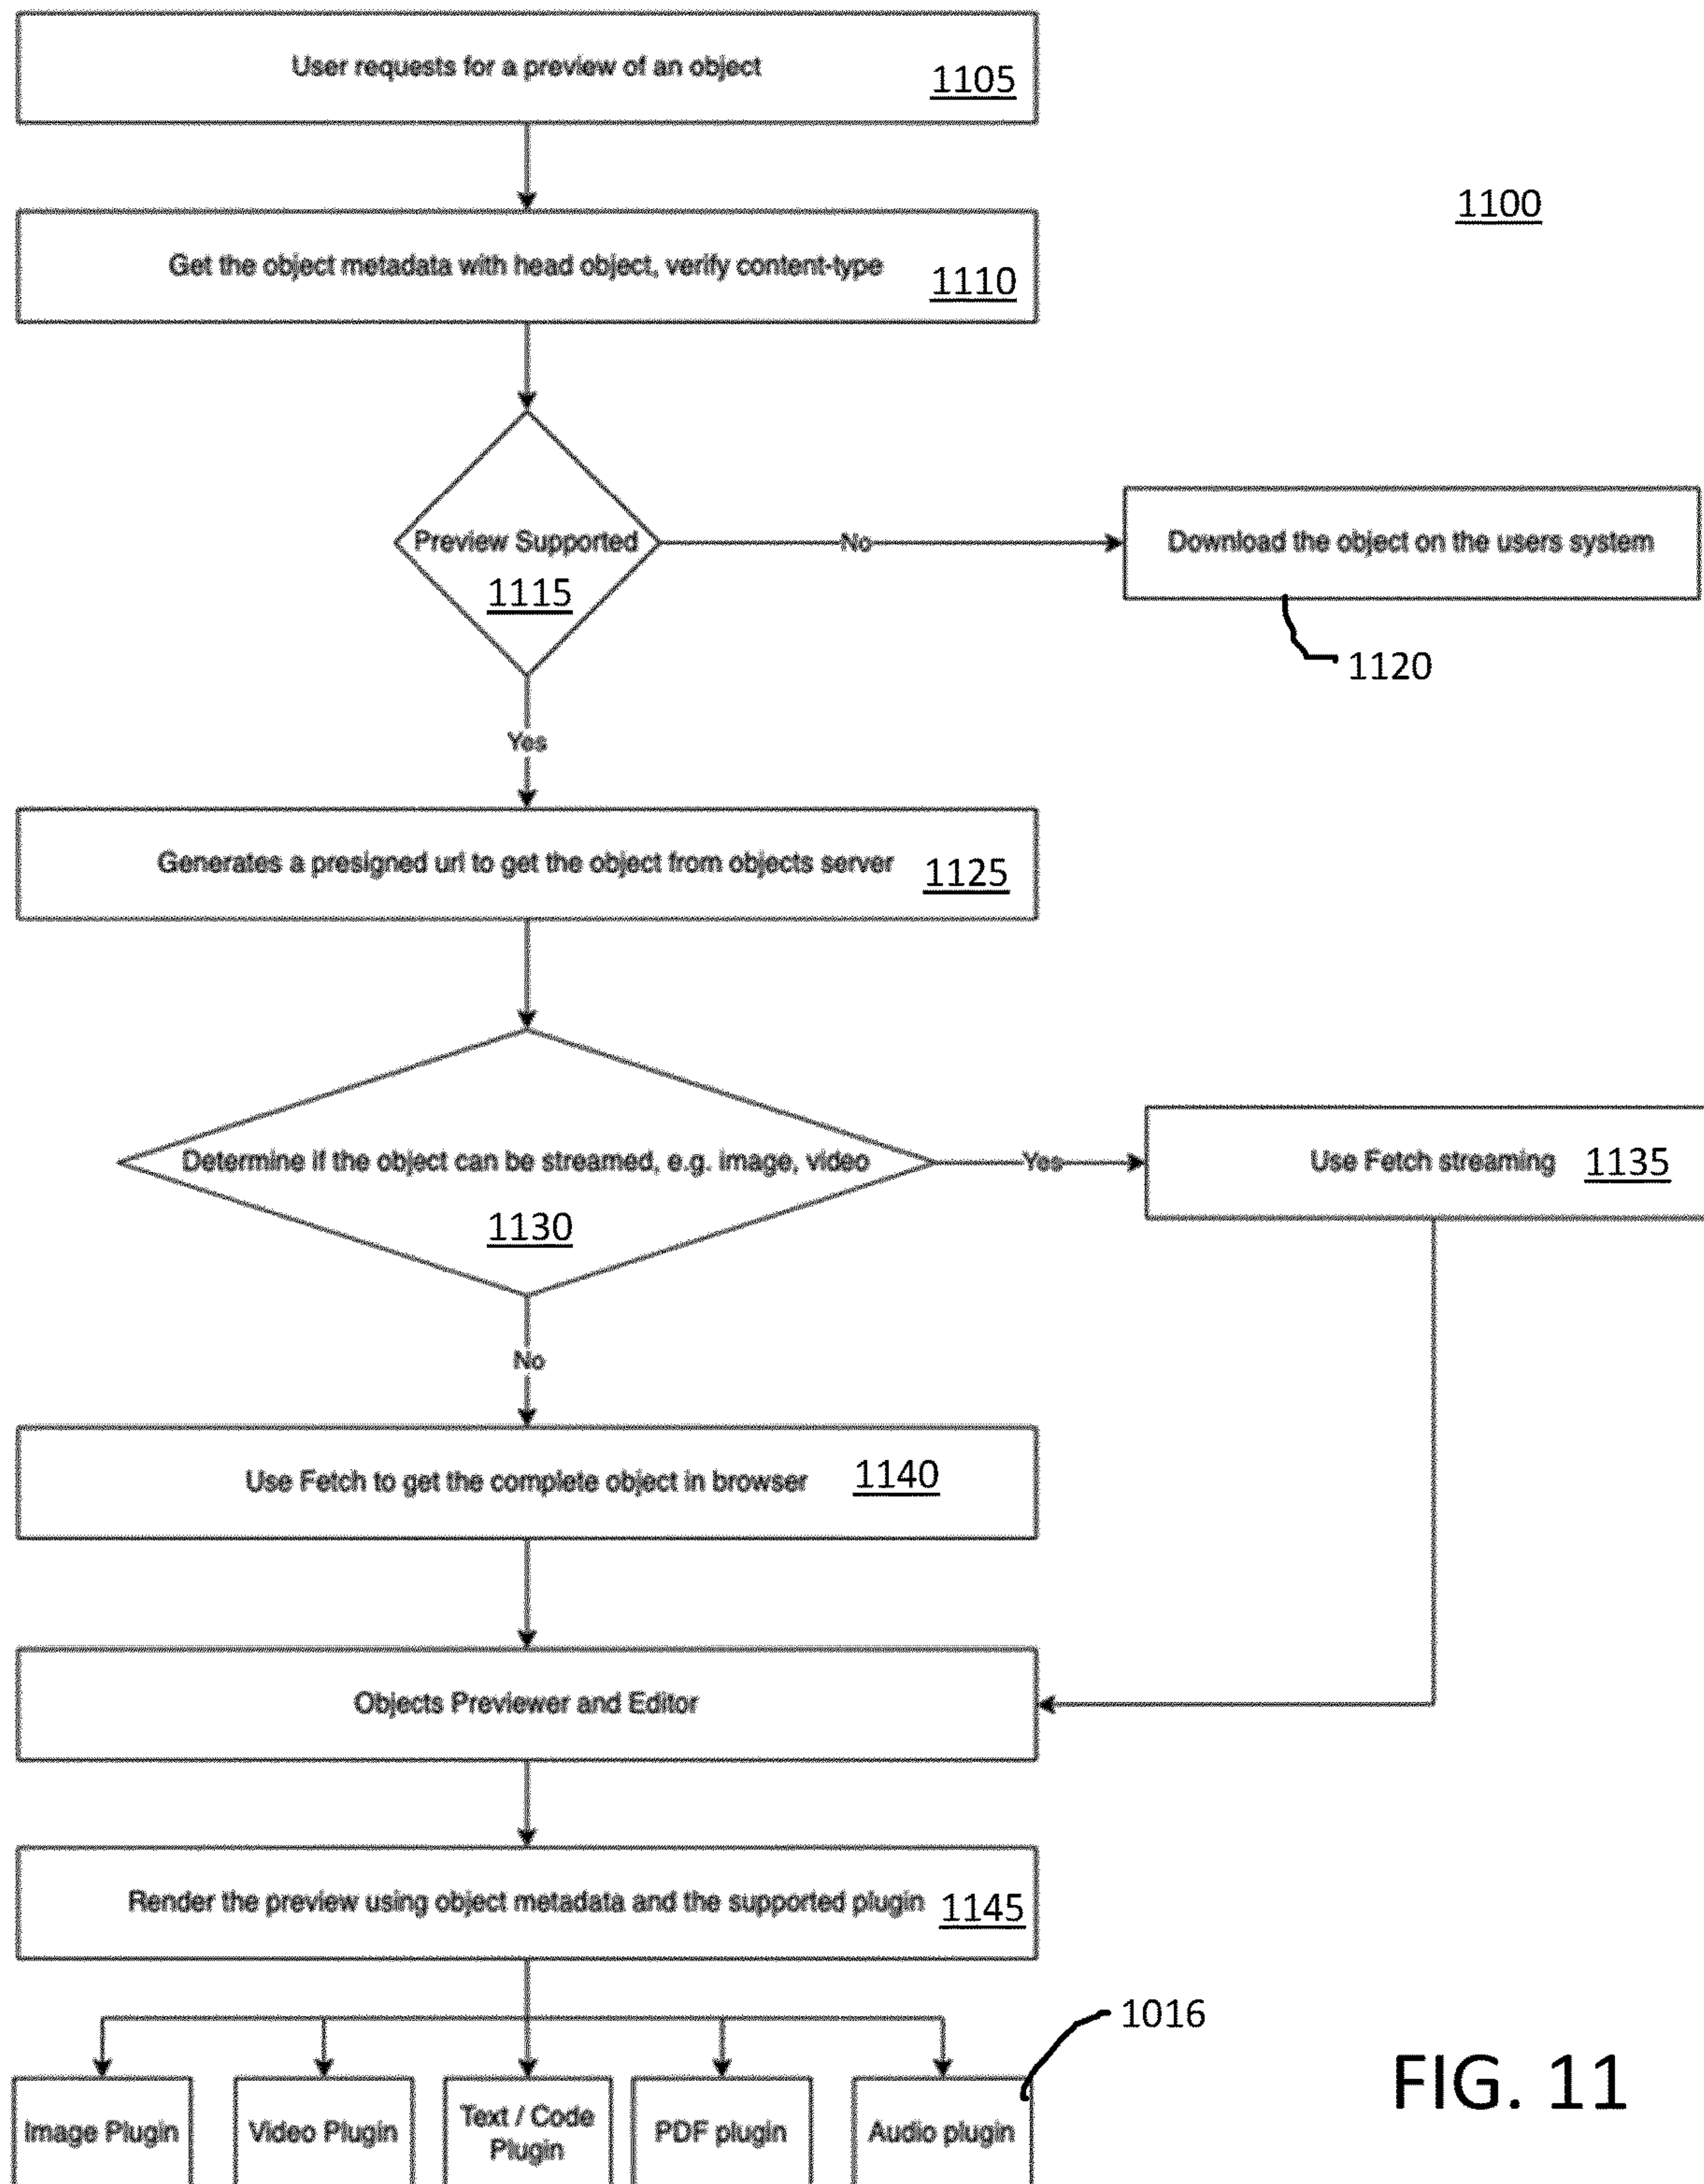 User requests for a preview of an object
1105
1100
Get the object metadata with head object, verify content-type
1110
Preview Supported
1115
No
Download the object on the users system
1120
Yes
Generates a presigned url to get the object from objects server
1125
Determine if the object can be streamed, e.g. image, video
1130
Yes
Use Fetch streaming
1135
No
Use Fetch to get the complete object in browser
1140
Objects Previewer and Editor
Render the preview using object metadata and the supported plugin
1145
1016
Image Plugin
Video Plugin
Text / Code
Plugin
PDF plugin
Audio plugin
FIG. 11